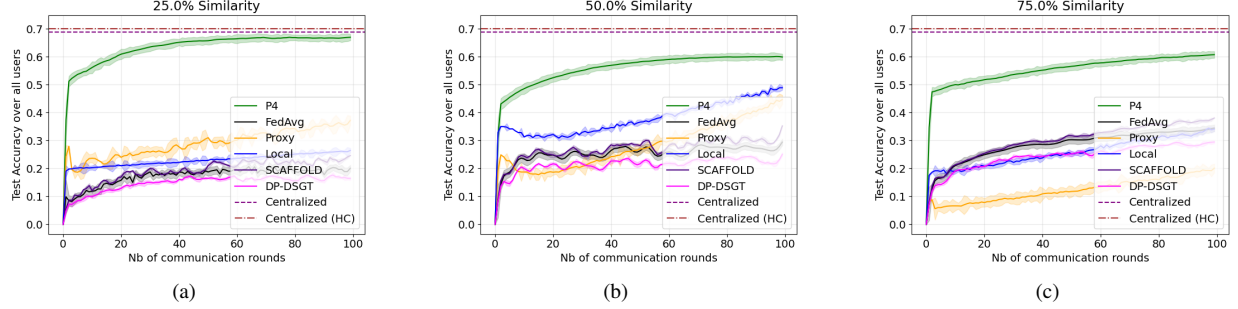 25.0% Similarity
0.7
0.6
0.5
0.4
0.3
0.2
0.1
0.0
Test Accuracy over all users
P4
FedAvg
Proxy
Local
SCAFFOLD
DP-DSGT
Centralized
Centralized (HC)
0 20 40 60 80 100
Nb of communication rounds
(a)
50.0% Similarity
0.7
0.6
0.5
0.4
0.3
0.2
0.1
0.0
Test Accuracy over all users
P4
FedAvg
Proxy
Local
SCAFFOLD
DP-DSGT
Centralized
Centralized (HC)
0 20 40 60 80 100
Nb of communication rounds
(b)
75.0% Similarity
0.7
0.6
0.5
0.4
0.3
0.2
0.1
0.0
Test Accuracy over all users
P4
FedAvg
Proxy
Local
SCAFFOLD
DP-DSGT
Centralized
Centralized (HC)
0 20 40 60 80 100
Nb of communication rounds
(c)